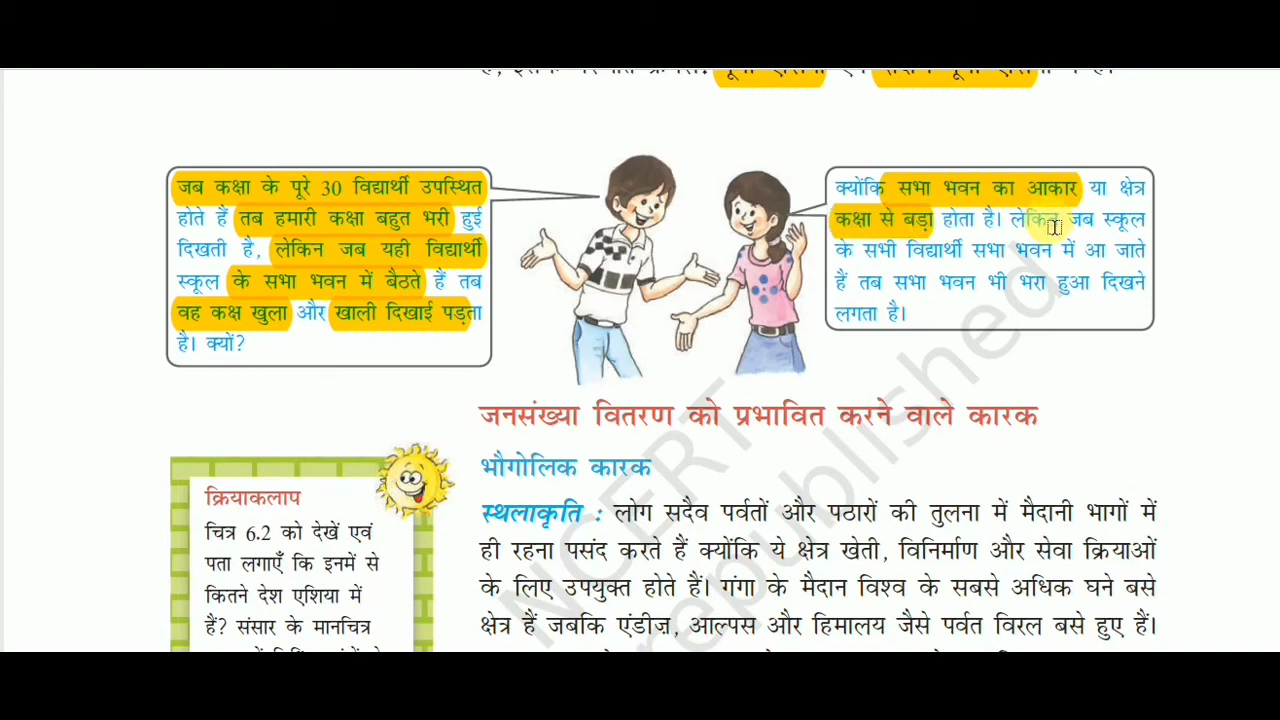 जब कक्षा के पूरे 30 विद्यार्थी उपस्थित
होते हैं तब हमारी कक्षा बहुत भरी हुई
दिखती है, लेकिन जब यही विद्यार्थी
स्कूल के सभा भवन में बैठते हैं तब
वह कक्ष खुला और खाली दिखाई पड़ता
है। क्यों?
क्योंकि सभा भवन का आकार या क्षेत्र
कक्षा से बड़ा होता है। लेकिन जब स्कूल
के सभी विद्यार्थी सभा भवन में आ जाते
हैं तब सभा भवन भी भरा हुआ दिखने
लगता है।
जनसंख्या वितरण को प्रभावित करने वाले कारक
भौगोलिक कारक
स्थलाकृति : लोग सदैव पर्वतों और पठारों की तुलना में मैदानी भागों में
ही रहना पसंद करते हैं क्योंकि ये क्षेत्र खेती, विनिर्माण और सेवा क्रियाओं
के लिए उपयुक्त होते हैं। गंगा के मैदान विश्व के सबसे अधिक घने बसे
क्षेत्र हैं जबकि एंडीज़, आल्पस और हिमालय जैसे पर्वत विरल बसे हुए हैं।
क्रियाकलाप
चित्र 6.2 को देखें एवं
पता लगाएँ कि इनमें से
कितने देश एशिया में
हैं? संसार के मानचित्र
NCERT
republished